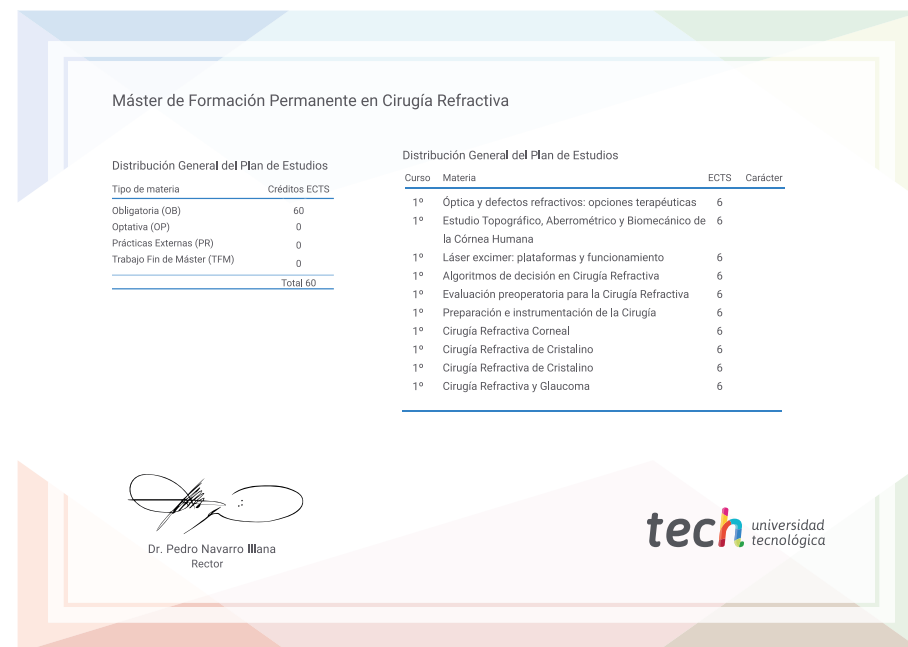 Máster de Formación Permanente en Cirugía Refractiva
Distribución General del Plan de Estudios
Tipo de materia Créditos ECTS
Obligatoria (OB) 60
Optativa (OP) 0
Prácticas Externas (PR) 0
Trabajo Fin de Máster (TFM) 0
Total 60
Distribución General del Plan de Estudios
Curso Materia ECTS Carácter
1º Óptica y defectos refractivos: opciones terapéuticas 6
1º Estudio Topográfico, Aberrométrico y Biomecánico de 6
la Córnea Humana
1º Láser excimer: plataformas y funcionamiento 6
1º Algoritmos de decisión en Cirugía Refractiva 6
1º Evaluación preoperatoria para la Cirugía Refractiva 6
1º Preparación e instrumentación de la Cirugía 6
1º Cirugía Refractiva Corneal 6
1º Cirugía Refractiva de Cristalino 6
1º Cirugía Refractiva de Cristalino 6
1º Cirugía Refractiva y Glaucoma 6
Dr. Pedro Navarro Illana
Rector
tech universidad
tecnológica